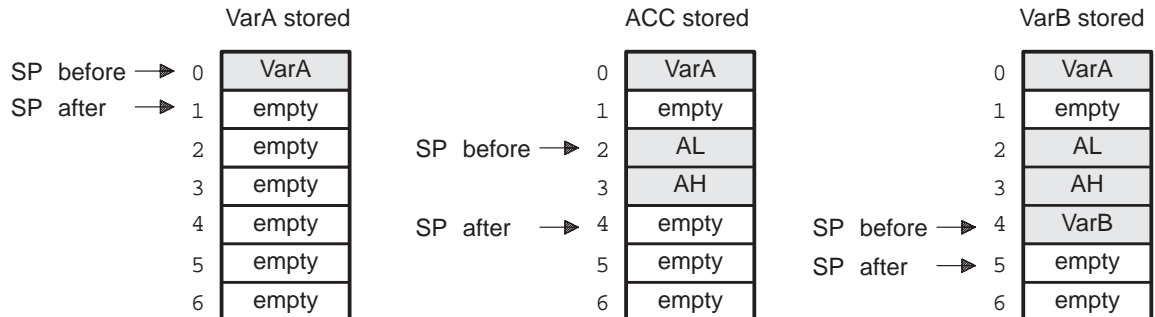 VarA stored
SP before 0 VarA
SP after 1 empty
2 empty
3 empty
4 empty
5 empty
6 empty
ACC stored
0 VarA
1 empty
SP before 2 AL
3 AH
SP after 4 empty
5 empty
6 empty
VarB stored
0 VarA
1 empty
2 AL
3 AH
SP before 4 VarB
SP after 5 empty
6 empty